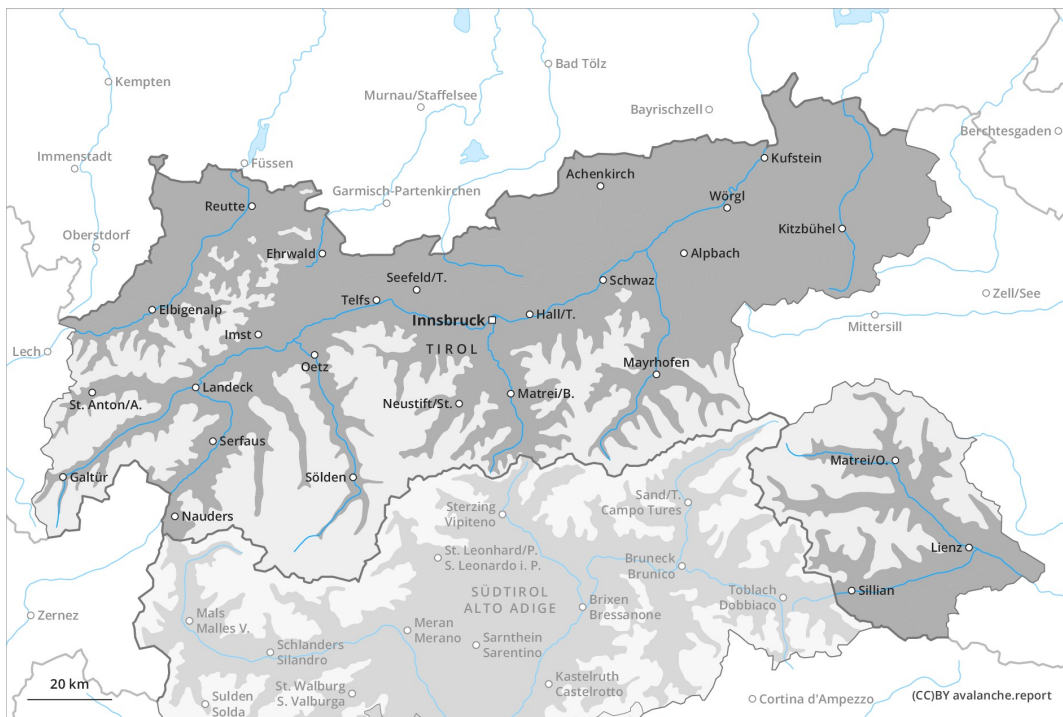 Kempten
Bad Tölz
Murnau/Staffelsee
Bayrischzell
Berchtesgaden
Immenstadt
Füssen
Kufstein
Achenkirch
Garmisch-Partenkirchen
Reutte
Wörgl
Oberstdorf
Kitzbühel
Ehrwald
Alpbach
Seefeld/T.
Schwaz
Zell/See
Telfs
Elbigenalp
Innsbruck
Hall/T.
Mittersill
Imst
TIROL
Lech
Oetz
Mayrhofen
Landeck
St. Anton/A.
Neustift/St.
Matrei/B.
Serfaus
Matrei/O.
Galtür
Sölden
Sand/T.
Campo Tures
Sterzing
Vipiteno
Nauders
Lienz
St. Leonhard/P.
S. Leonardo i. P.
Bruneck
Brunico
SÜDTIROL
ALTO ADIGE
Toblach
Dobbiaco
Sillian
Brixen
Bressanone
Zernez
Mals
Malles V.
Meran
Merano
Sarnthein
Sarentino
Schlanders
Silandro
Kastelruth
Castelrotto
20 km
St. Walburg
S. Valburga
Sulden
Solda
Cortina d'Ampezzo
(CC)BY avalanche.report